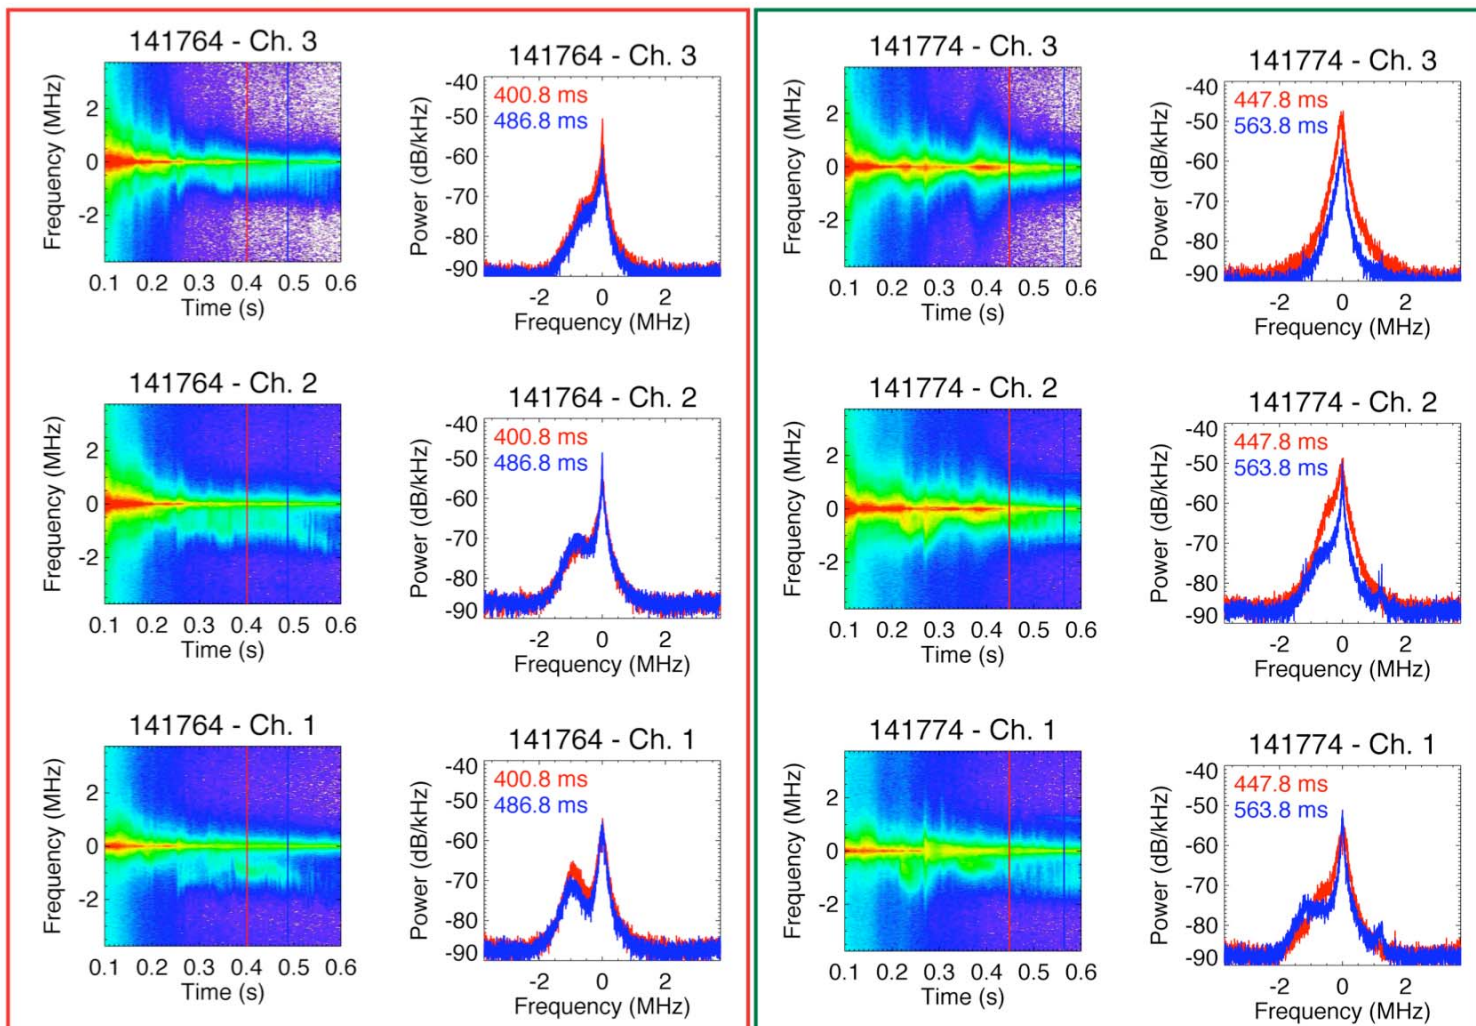 141764 - Ch. 3
Frequency (MHz)
2
0
-2
0.1 0.2 0.3 0.4 0.5 0.6
Time (s)
141764 - Ch. 3
400.8 ms
486.8 ms
Power (dB/kHz)
-40
-50
-60
-70
-80
-90
-2 0 2
Frequency (MHz)
141764 - Ch. 2
Frequency (MHz)
2
0
-2
0.1 0.2 0.3 0.4 0.5 0.6
Time (s)
141764 - Ch. 2
400.8 ms
486.8 ms
Power (dB/kHz)
-40
-50
-60
-70
-80
-90
-2 0 2
Frequency (MHz)
141764 - Ch. 1
Frequency (MHz)
2
0
-2
0.1 0.2 0.3 0.4 0.5 0.6
Time (s)
141764 - Ch. 1
400.8 ms
486.8 ms
Power (dB/kHz)
-40
-50
-60
-70
-80
-90
-2 0 2
Frequency (MHz)
141774 - Ch. 3
Frequency (MHz)
2
0
-2
0.1 0.2 0.3 0.4 0.5 0.6
Time (s)
141774 - Ch. 3
447.8 ms
563.8 ms
Power (dB/kHz)
-40
-50
-60
-70
-80
-90
-2 0 2
Frequency (MHz)
141774 - Ch. 2
Frequency (MHz)
2
0
-2
0.1 0.2 0.3 0.4 0.5 0.6
Time (s)
141774 - Ch. 2
447.8 ms
563.8 ms
Power (dB/kHz)
-40
-50
-60
-70
-80
-90
-2 0 2
Frequency (MHz)
141774 - Ch. 1
Frequency (MHz)
2
0
-2
0.1 0.2 0.3 0.4 0.5 0.6
Time (s)
141774 - Ch. 1
447.8 ms
563.8 ms
Power (dB/kHz)
-40
-50
-60
-70
-80
-90
-2 0 2
Frequency (MHz)